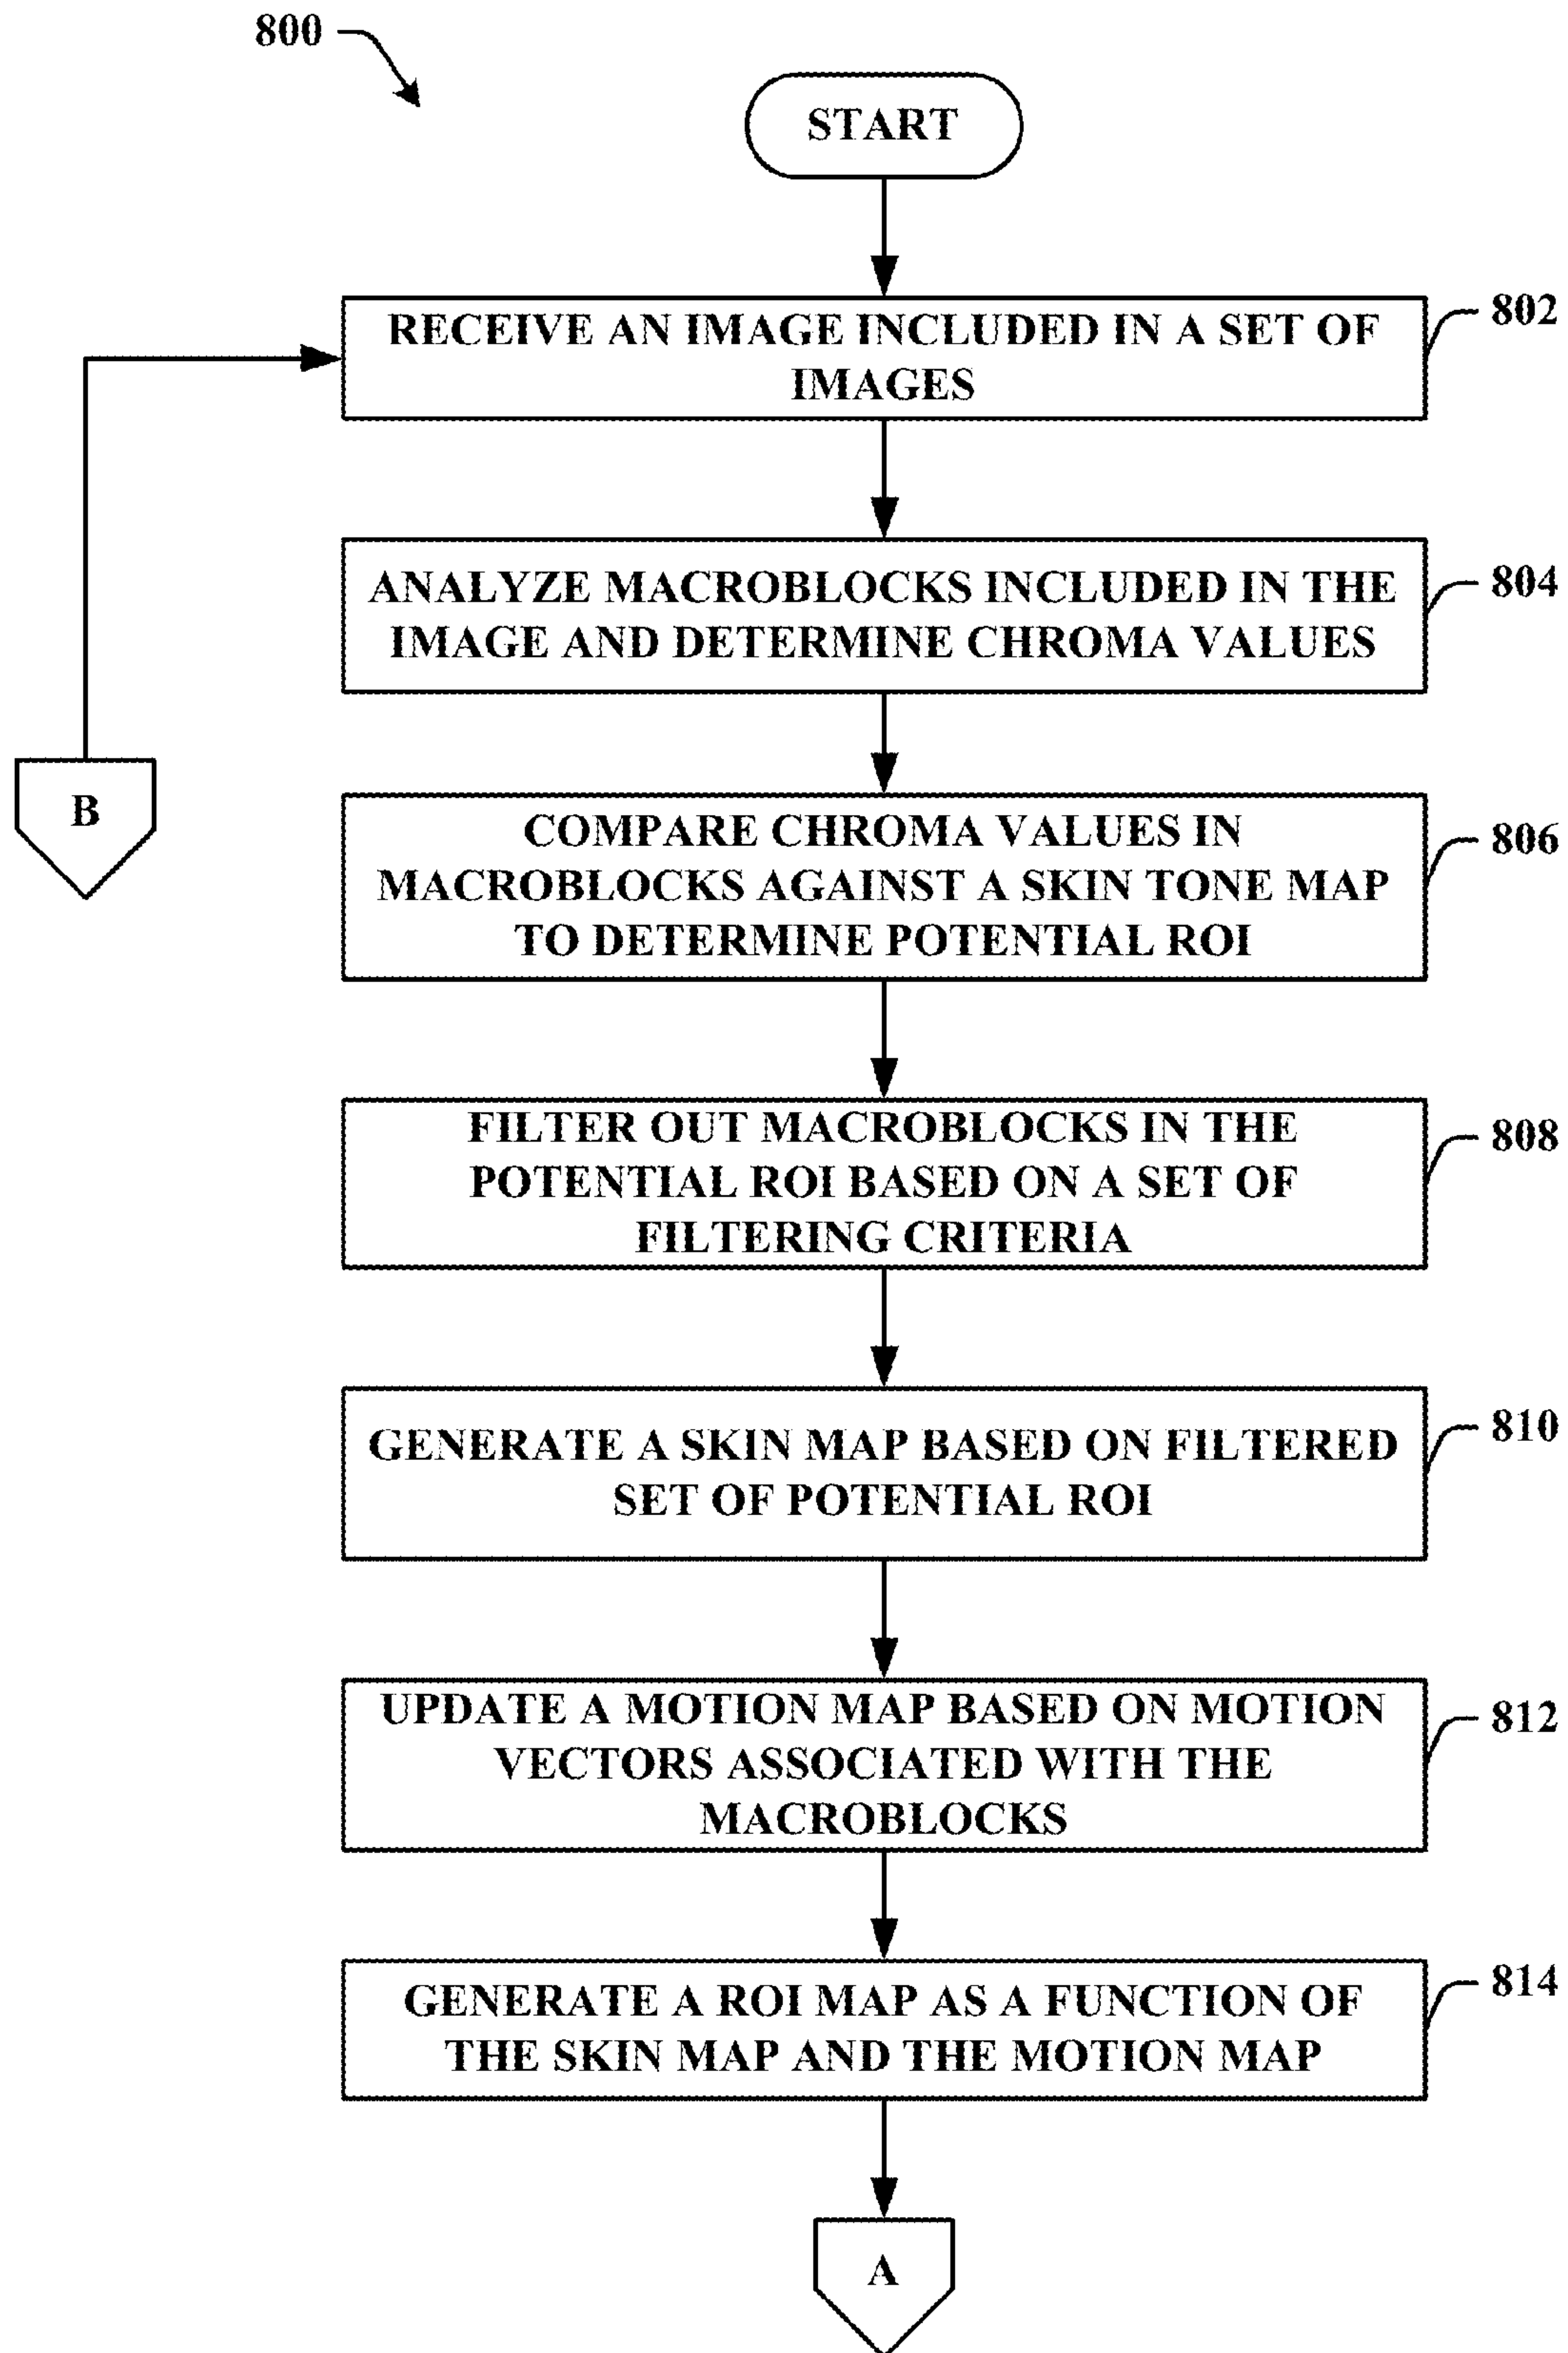 800
START
RECEIVE AN IMAGE INCLUDED IN A SET OF
IMAGES
802
ANALYZE MACROBLOCKS INCLUDED IN THE
IMAGE AND DETERMINE CHROMA VALUES
804
B
COMPARE CHROMA VALUES IN
MACROBLOCKS AGAINST A SKIN TONE MAP
TO DETERMINE POTENTIAL ROI
806
FILTER OUT MACROBLOCKS IN THE
POTENTIAL ROI BASED ON A SET OF
FILTERING CRITERIA
808
GENERATE A SKIN MAP BASED ON FILTERED
SET OF POTENTIAL ROI
810
UPDATE A MOTION MAP BASED ON MOTION
VECTORS ASSOCIATED WITH THE
MACROBLOCKS
812
GENERATE A ROI MAP AS A FUNCTION OF
THE SKIN MAP AND THE MOTION MAP
814
A